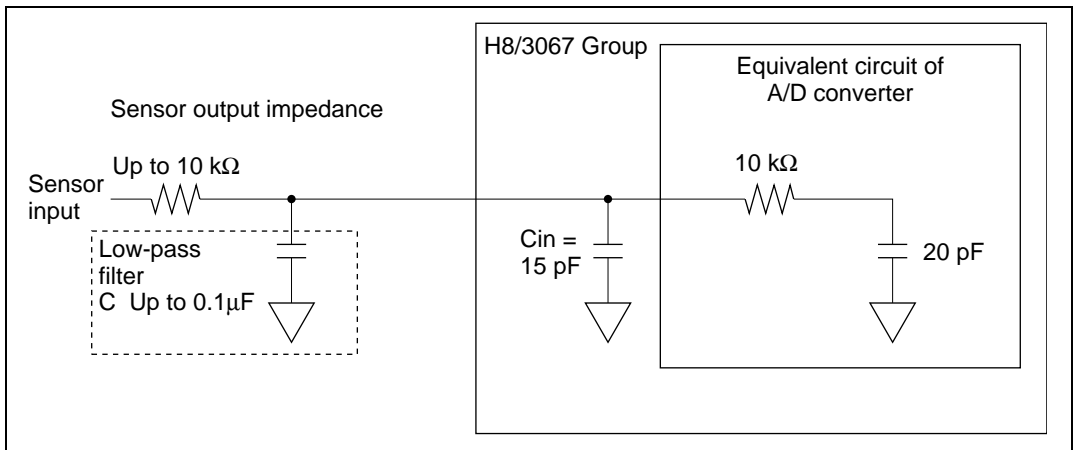 H8/3067 Group
Equivalent circuit of
A/D converter
Sensor output impedance
Up to 10 kΩ
10 kΩ
Sensor
input
Low-pass
filter
C Up to 0.1µF
Cin =
15 pF
20 pF